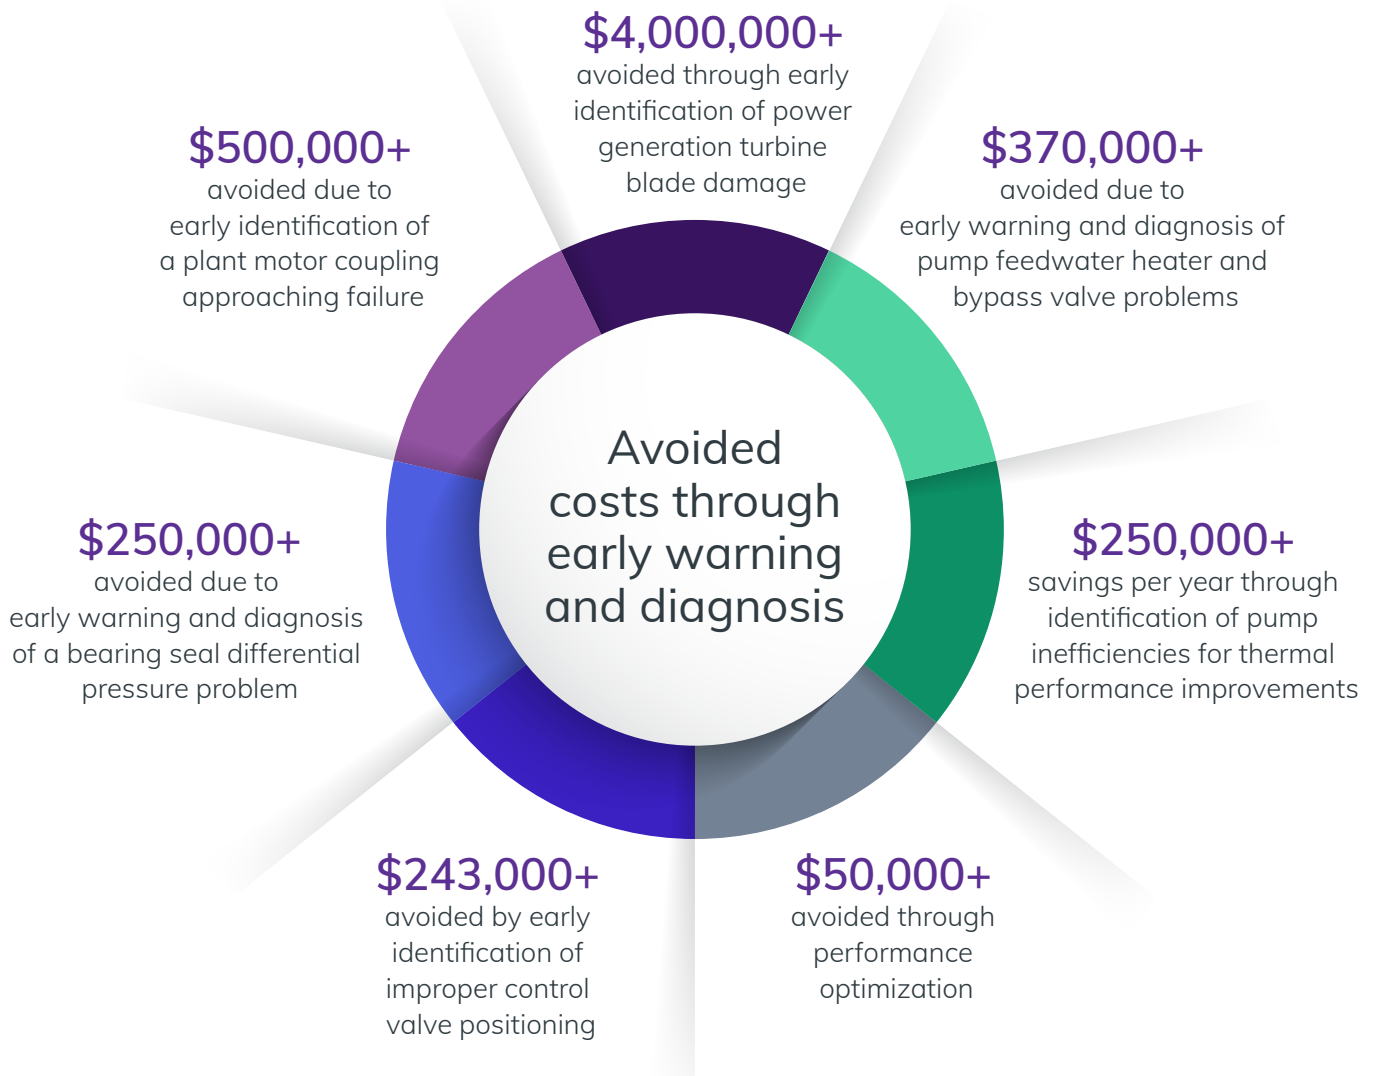 $4,000,000+
avoided through early
identification of power
generation turbine
blade damage
$370,000+
avoided due to
early warning and diagnosis of
pump feedwater heater and
bypass valve problems
$250,000+
savings per year through
identification of pump
inefficiencies for thermal
performance improvements
$50,000+
avoided through
performance
optimization
$243,000+
avoided by early
identification of
improper control
valve positioning
$250,000+
avoided due to
early warning and diagnosis
of a bearing seal differential
pressure problem
$500,000+
avoided due to
early identification of
a plant motor coupling
approaching failure
Avoided
costs through
early warning
and diagnosis